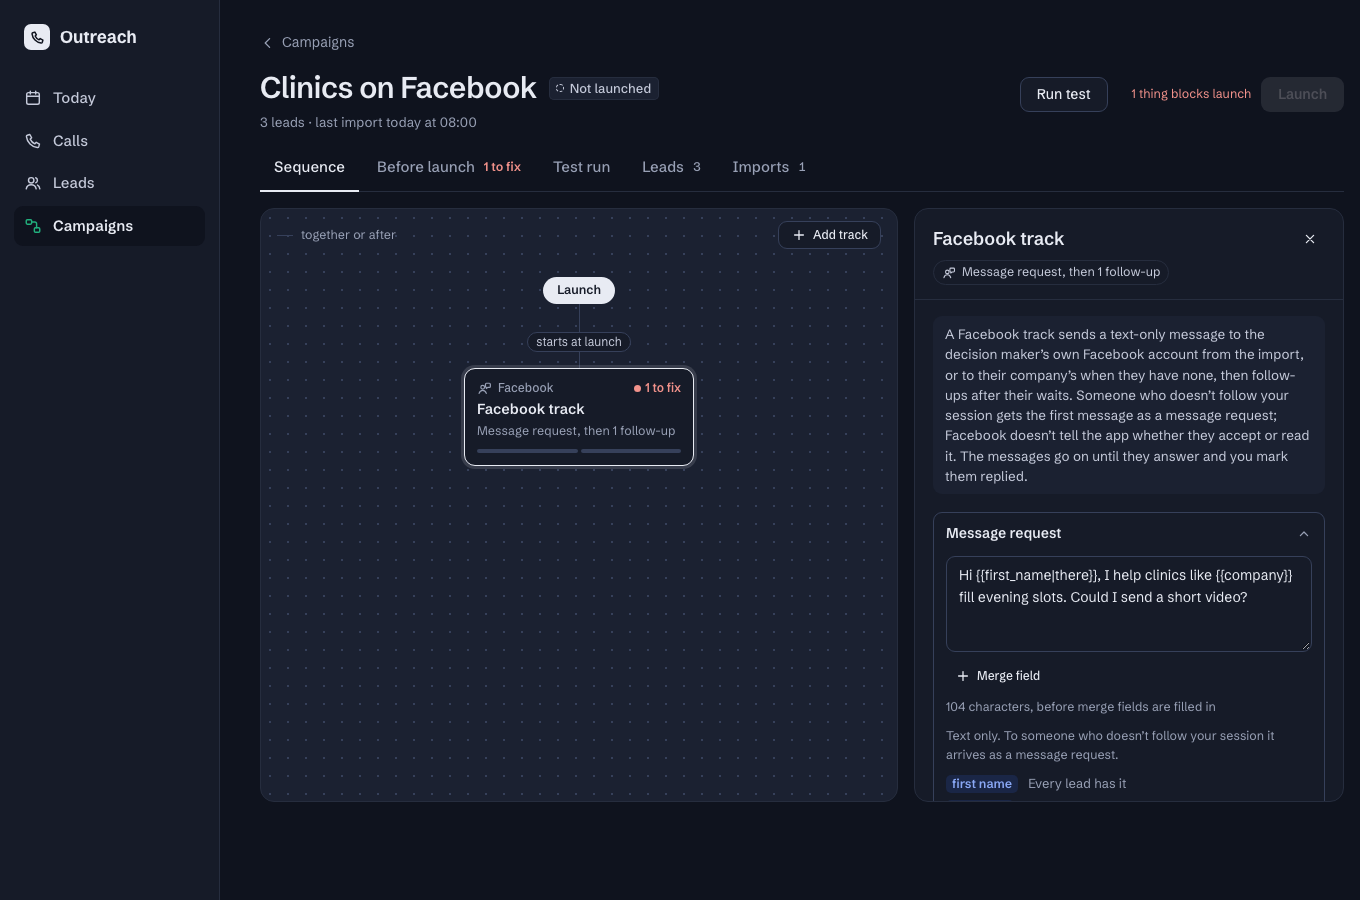 Outreach
Today
Calls
Leads
Campaigns
Campaigns
Clinics on Facebook
Not launched
3 leads · last import today at 08:00
Run test
1 thing blocks launch
Launch
Sequence
Before launch 1 to fix
Test run
Leads 3
Imports 1
together or after
Add track
Launch
starts at launch
Facebook
1 to fix
Facebook track
Message request, then 1 follow-up
Facebook track
Message request, then 1 follow-up
A Facebook track sends a text-only message to the
decision maker’s own Facebook account from the import,
or to their company’s when they have none, then follow-
ups after their waits. Someone who doesn’t follow your
session gets the first message as a message request;
Facebook doesn’t tell the app whether they accept or read
it. The messages go on until they answer and you mark
them replied.
Message request
Hi {{first_name|there}}, I help clinics like {{company}}
fill evening slots. Could I send a short video?
Merge field
104 characters, before merge fields are filled in
Text only. To someone who doesn’t follow your session it
arrives as a message request.
first name Every lead has it